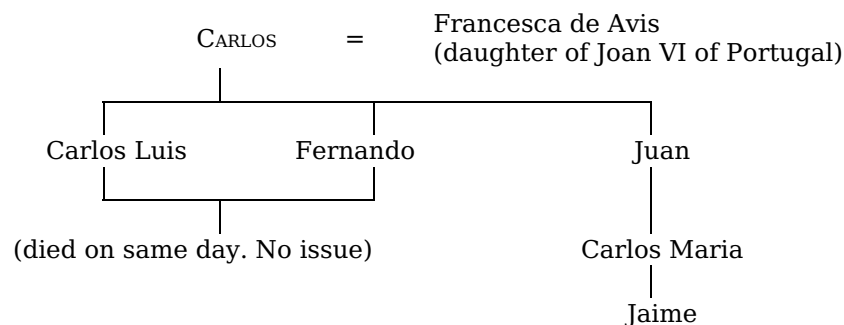 CARLOS = Francesca de Avis
(daughter of Joan VI of Portugal)
Carlos Luis Fernando Juan
(died on same day. No issue) Carlos Maria
Jaime